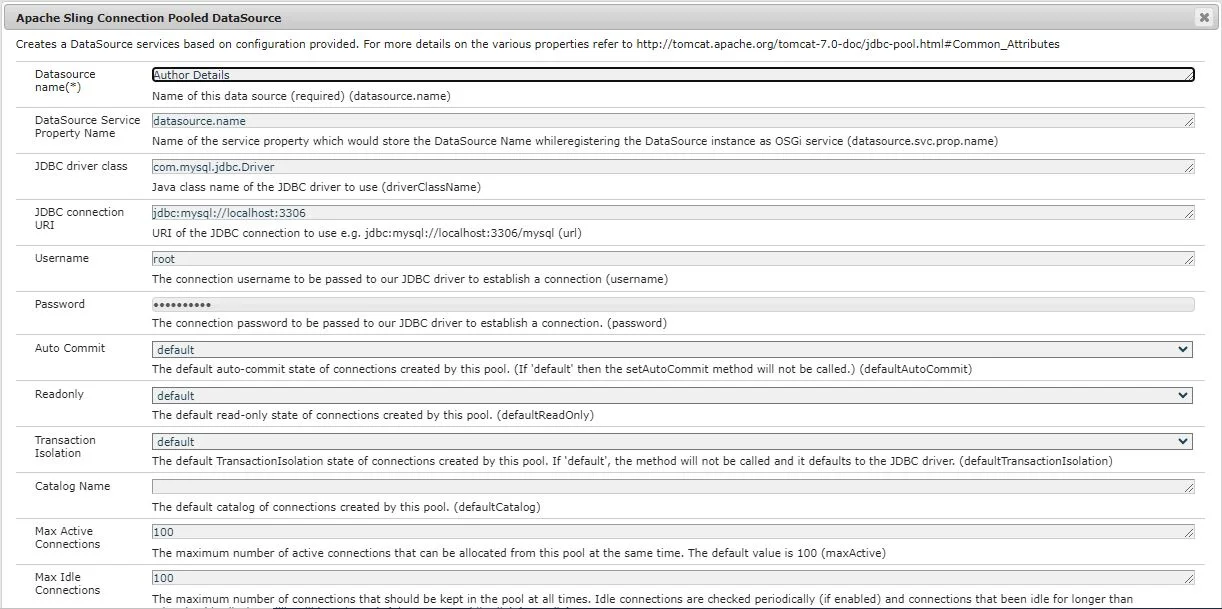 Apache Sling Connection Pooled DataSource
Creates a DataSource services based on configuration provided. For more details on the various properties refer to http://tomcat.apache.org/tomcat-7.0-doc/jdbc-pool.html#Common_Attributes
Datasource
name(*)
Author Details
Name of this data source (required) (datasource.name)
DataSource Service
Property Name
datasource.name
Name of the service property which would store the DataSource Name whileregistering the DataSource instance as OSGi service (datasource.svc.prop.name)
JDBC driver class
com.mysql.jdbc.Driver
Java class name of the JDBC driver to use (driverClassName)
JDBC connection
URI
jdbc:mysql://localhost:3306
URI of the JDBC connection to use e.g. jdbc:mysql://localhost:3306/mysql (url)
Username
root
The connection username to be passed to our JDBC driver to establish a connection (username)
Password
••••••••••
The connection password to be passed to our JDBC driver to establish a connection. (password)
Auto Commit
default
The default auto-commit state of connections created by this pool. (If 'default' then the setAutoCommit method will not be called.) (defaultAutoCommit)
Readonly
default
The default read-only state of connections created by this pool. (defaultReadOnly)
Transaction
Isolation
default
The default TransactionIsolation state of connections created by this pool. If 'default', the method will not be called and it defaults to the JDBC driver. (defaultTransactionIsolation)
Catalog Name
The default catalog of connections created by this pool. (defaultCatalog)
Max Active
Connections
100
The maximum number of active connections that can be allocated from this pool at the same time. The default value is 100 (maxActive)
Max Idle
Connections
100
The maximum number of connections that should be kept in the pool at all times. Idle connections are checked periodically (if enabled) and connections that been idle for longer than